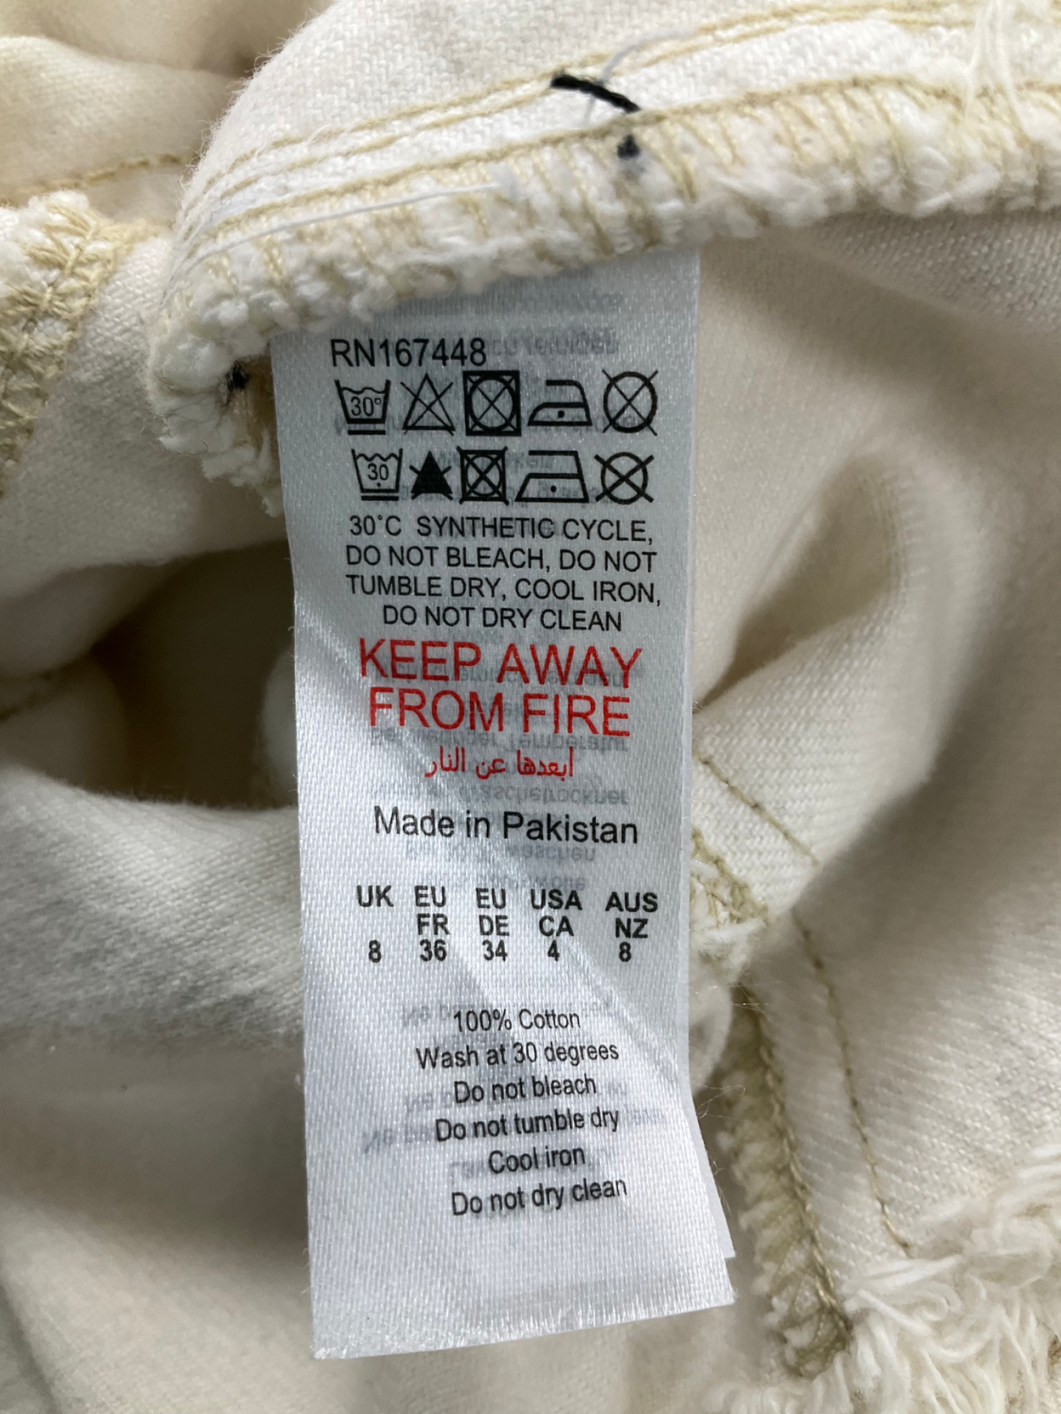 RN167448
30°
30
30°C SYNTHETIC CYCLE,
DO NOT BLEACH, DO NOT
TUMBLE DRY, COOL IRON,
DO NOT DRY CLEAN
KEEP AWAY
FROM FIRE
أبعدها عن النار
Made in Pakistan
UK EU EU USA AUS
FR DE CA NZ
8 36 34 4 8
100% Cotton
Wash at 30 degrees
Do not bleach
Do not tumble dry
Cool iron
Do not dry clean